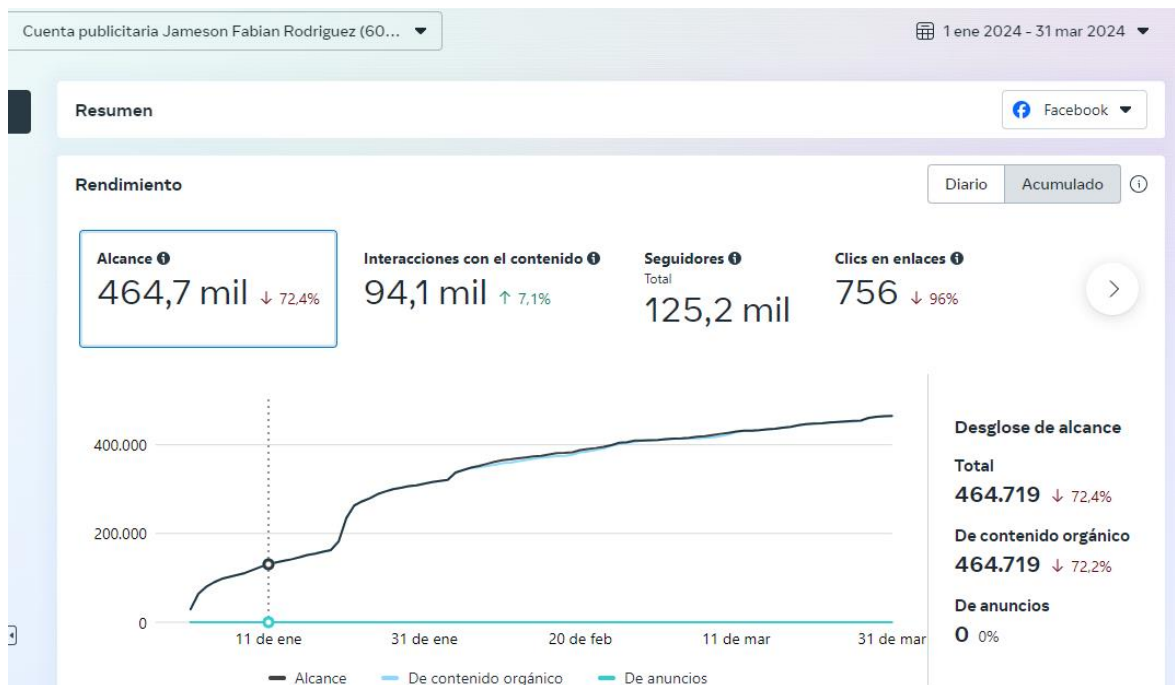 Cuenta publicitaria Jameson Fabian Rodriguez (60...
1 ene 2024 - 31 mar 2024
Resumen
Facebook
Rendimiento
Diario
Acumulado
Alcance
464,7 mil ↓ 72,4%
Interacciones con el contenido
94,1 mil ↑ 7,1%
Seguidores
Total
125,2 mil
Clics en enlaces
756 ↓ 96%
400.000
200.000
0
11 de ene
31 de ene
20 de feb
11 de mar
31 de mar
Alcance
De contenido orgánico
De anuncios
Desglose de alcance
Total
464.719 ↓ 72,4%
De contenido orgánico
464.719 ↓ 72,2%
De anuncios
0 0%